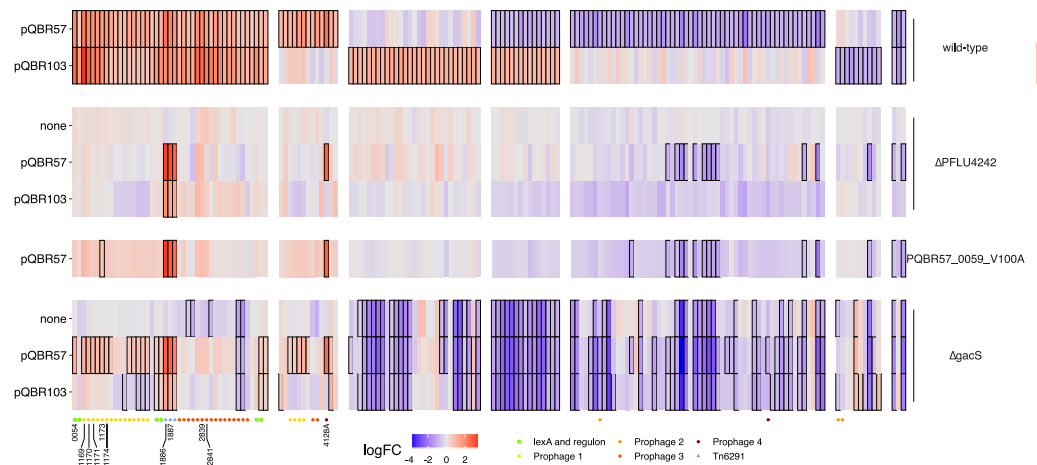 pQBR57
pQBR103
wild-type
none
pQBR57
pQBR103
ΔPFLU4242
pQBR57
PQBR57_0059_V100A
none
pQBR57
pQBR103
ΔgacS
0054
1169
1170
1171
1173
1174
1886
1887
2839
2841
4128A
logFC
-4 -2 0 2 4
lexA and regulon
Prophage 1
Prophage 2
Prophage 3
Prophage 4
Tn6291